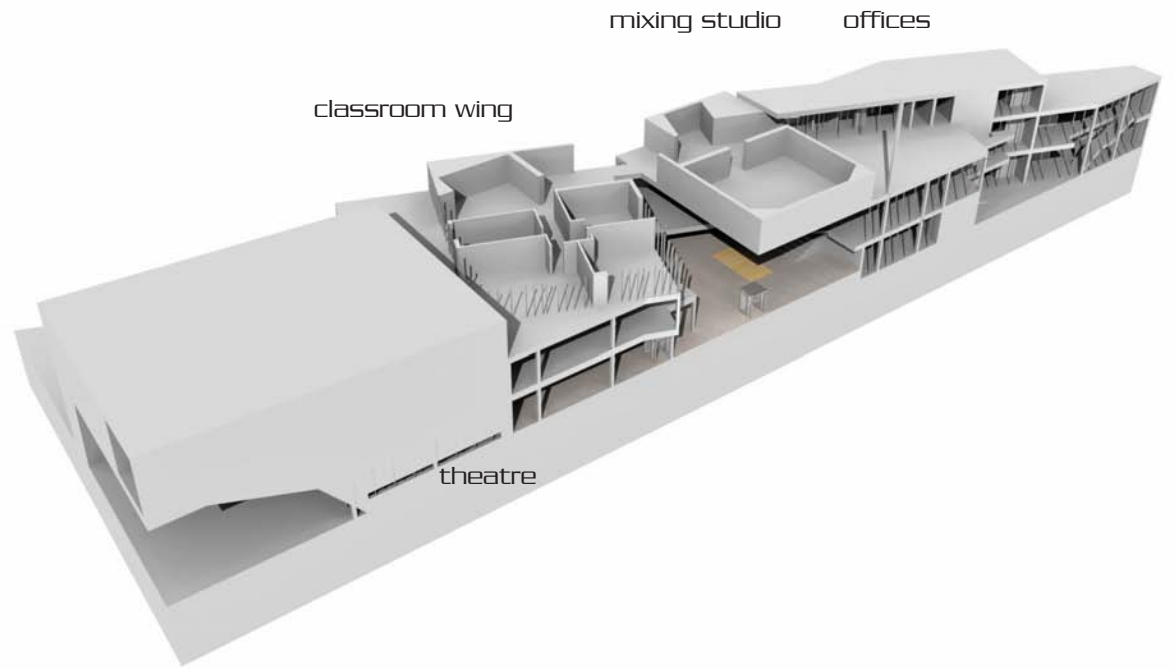 mixing studio
offices
classroom wing
theatre